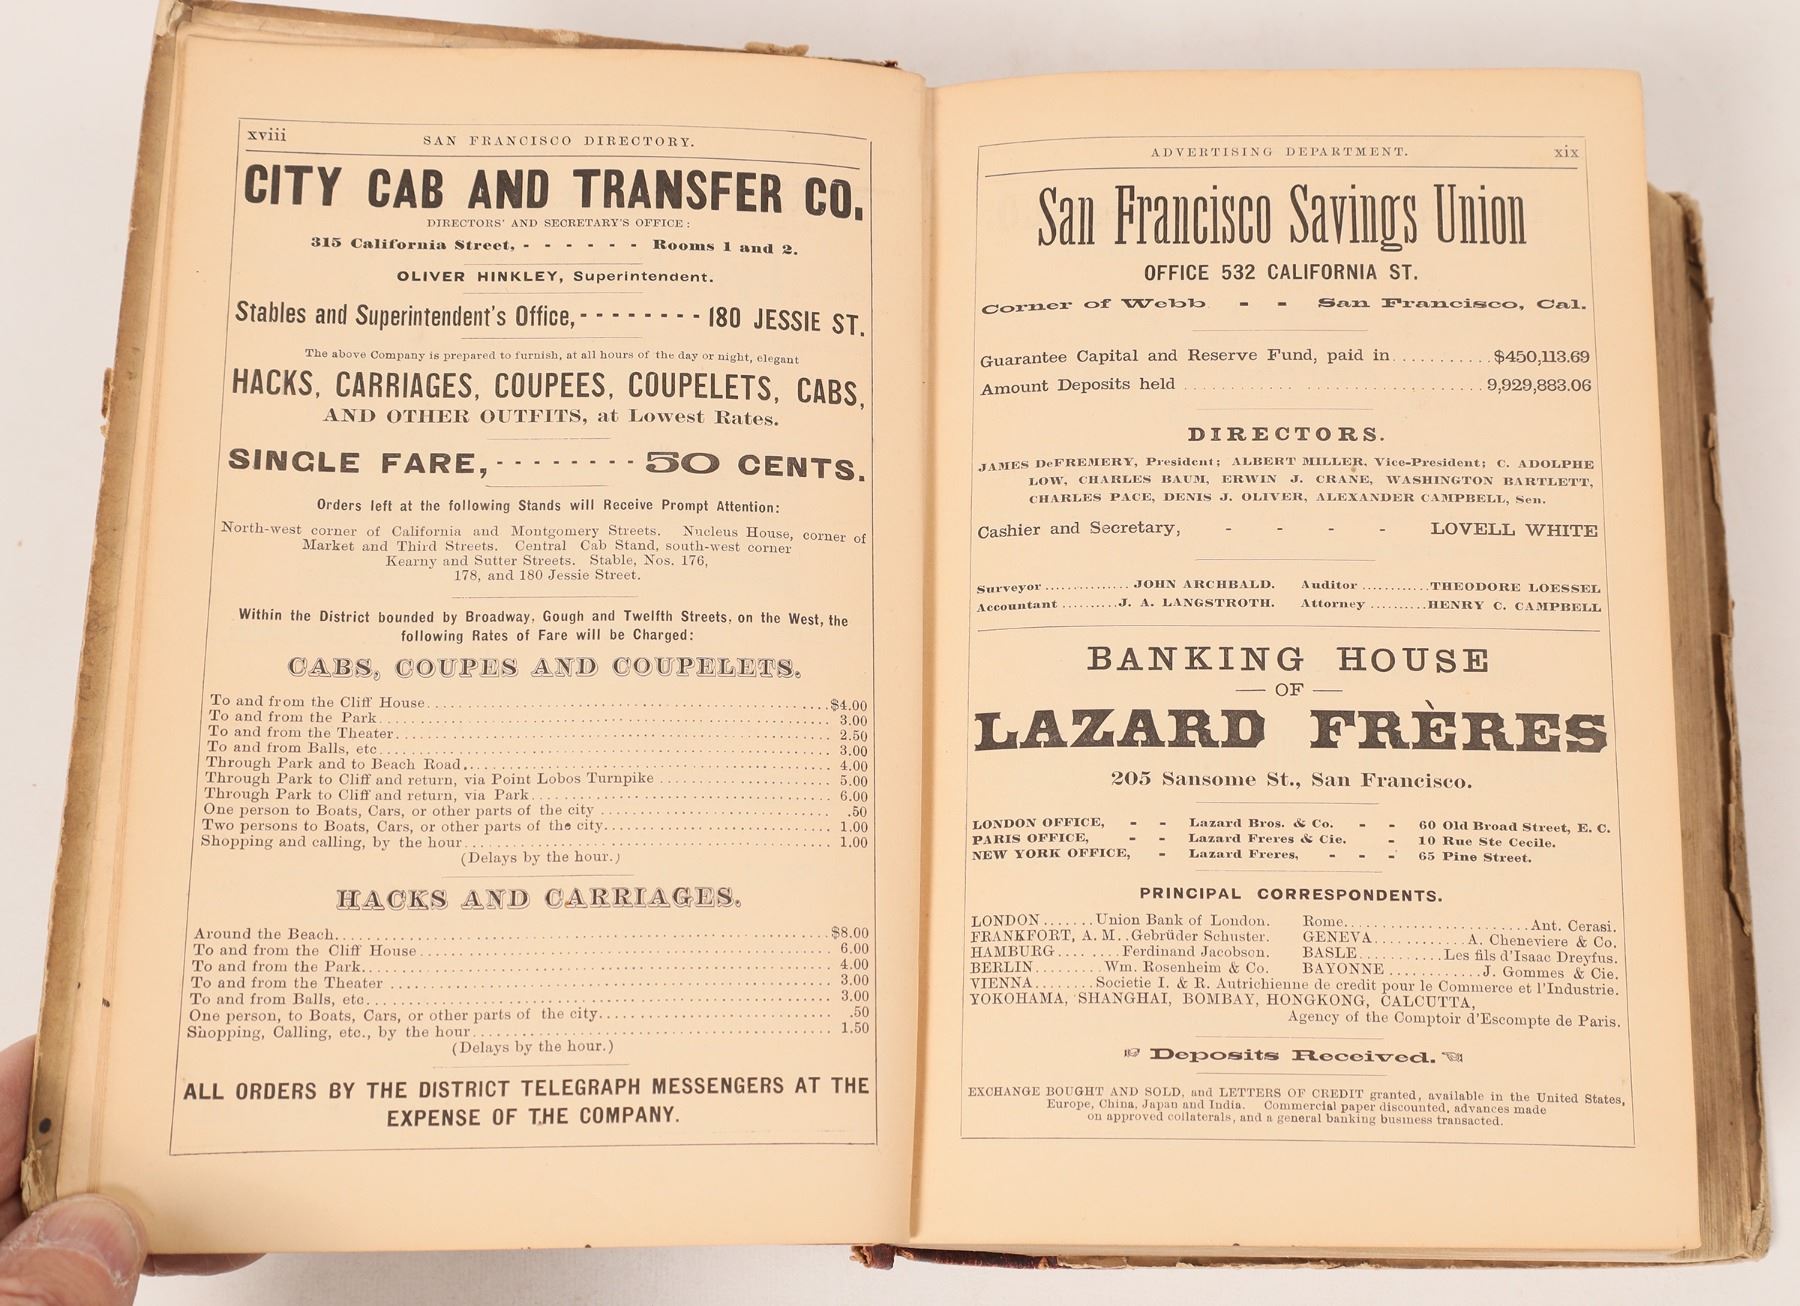 xviii SAN FRANCISCO DIRECTORY.
CITY CAB AND TRANSFER CO.
DIRECTORS' AND SECRETARY'S OFFICE:
315 California Street, - - - - - - Rooms 1 and 2.
OLIVER HINKLEY, Superintendent.
Stables and Superintendent's Office, - - - - - - - - 180 JESSIE ST.
The above Company is prepared to furnish, at all hours of the day or night, elegant
HACKS, CARRIAGES, COUPEES, COUPELETS, CABS,
AND OTHER OUTFITS, at Lowest Rates.
SINGLE FARE, - - - - - - - - 50 CENTS.
Orders left at the following Stands will Receive Prompt Attention:
North-west corner of California and Montgomery Streets. Nucleus House, corner of
Market and Third Streets. Central Cab Stand, south-west corner
Kearny and Sutter Streets. Stable, Nos. 176,
178, and 180 Jessie Street.
Within the District bounded by Broadway, Gough and Twelfth Streets, on the West, the
following Rates of Fare will be Charged:
CABS, COUPES AND COUPELETS.
To and from the Cliff House........$4.00
To and from the Park........3.00
To and from the Theater........2.50
To and from Balls, etc........3.00
Through Park and to Beach Road........4.00
Through Park to Cliff and return, via Point Lobos Turnpike........5.00
Through Park to Cliff and return, via Park........6.00
One person to Boats, Cars, or other parts of the city.........50
Two persons to Boats, Cars, or other parts of the city........1.00
Shopping and calling, by the hour........1.00
(Delays by the hour.)
HACKS AND CARRIAGES.
Around the Beach........$8.00
To and from the Cliff House........6.00
To and from the Park........4.00
To and from the Theater........3.00
To and from Balls, etc........3.00
One person, to Boats, Cars, or other parts of the city.........50
Shopping, Calling, etc., by the hour........1.50
(Delays by the hour.)
ALL ORDERS BY THE DISTRICT TELEGRAPH MESSENGERS AT THE
EXPENSE OF THE COMPANY.
ADVERTISING DEPARTMENT. xix
San Francisco Savings Union
OFFICE 532 CALIFORNIA ST.
Corner of Webb - - San Francisco, Cal.
Guarantee Capital and Reserve Fund, paid in...........$450,113.69
Amount Deposits held...........9,929,883.06
DIRECTORS.
JAMES DeFREMERY, President; ALBERT MILLER, Vice-President; C. ADOLPHE
LOW, CHARLES BAUM, ERWIN J. CRANE, WASHINGTON BARTLETT,
CHARLES PACE, DENIS J. OLIVER, ALEXANDER CAMPBELL, Sen.
Cashier and Secretary, - - - - LOVELL WHITE
Surveyor..............JOHN ARCHBALD. Auditor............THEODORE LOESSEL
Accountant..........J. A. LANGSTROTH. Attorney..........HENRY C. CAMPBELL
BANKING HOUSE
— OF —
LAZARD FRÈRES
205 Sansome St., San Francisco.
LONDON OFFICE, - - Lazard Bros. & Co. - - 60 Old Broad Street, E. C.
PARIS OFFICE, - - Lazard Freres & Cie. - 10 Rue Ste Cecile.
NEW YORK OFFICE, - Lazard Freres, - - - 65 Pine Street.
PRINCIPAL CORRESPONDENTS.
LONDON.......Union Bank of London. Rome........Ant. Cerasi.
FRANKFORT, A. M..Gebrüder Schuster. GENEVA............A. Cheneviere & Co.
HAMBURG........Ferdinand Jacobson. BASLE...........Les fils d'Isaac Dreyfus.
BERLIN.........Wm. Rosenheim & Co. BAYONNE............J. Gommes & Cie.
VIENNA........Societie I. & R. Autrichienne de credit pour le Commerce et l'Industrie.
YOKOHAMA, SHANGHAI, BOMBAY, HONGKONG, CALCUTTA,
Agency of the Comptoir d'Escompte de Paris.
Deposits Received.
EXCHANGE BOUGHT AND SOLD, and LETTERS OF CREDIT granted, available in the United States,
Europe, China, Japan and India. Commercial paper discounted, advances made
on approved collaterals, and a general banking business transacted.